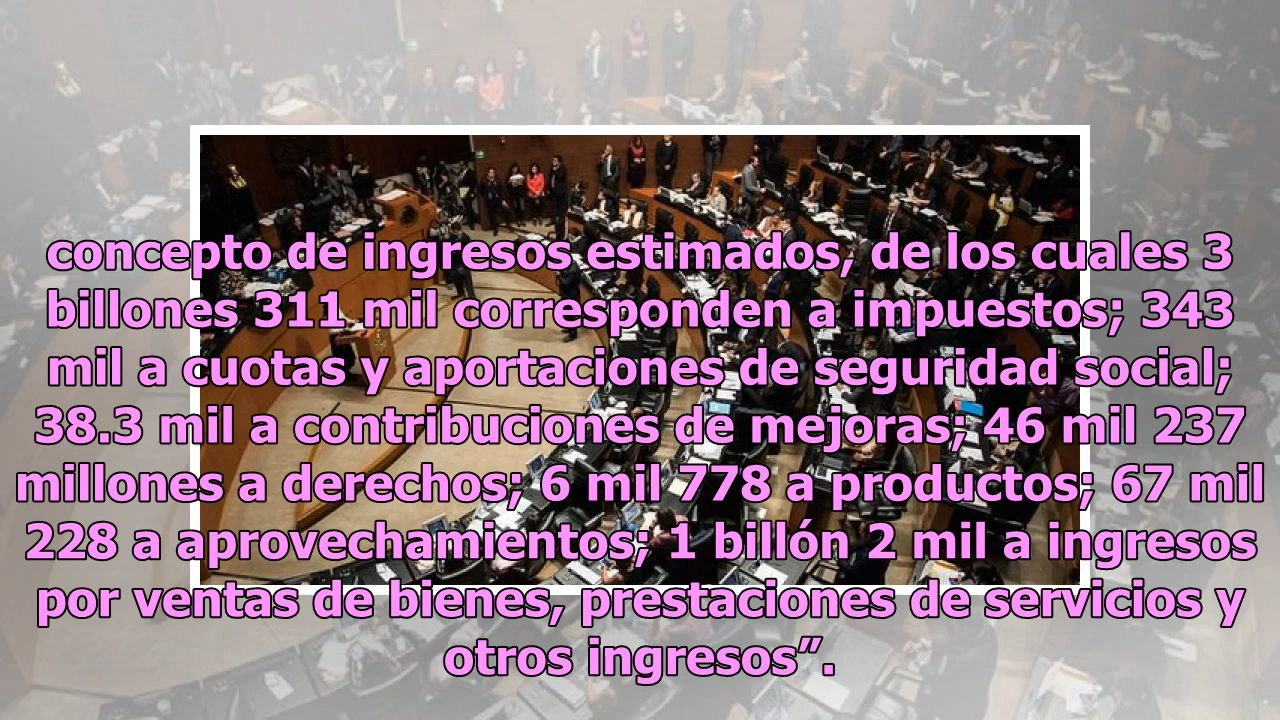 concepto de ingresos estimados, de los cuales 3
billones 311 mil corresponden a impuestos; 343
mil a cuotas y aportaciones de seguridad social;
38.3 mil a contribuciones de mejoras; 46 mil 237
millones a derechos; 6 mil 778 a productos; 67 mil
228 a aprovechamientos; 1 billón 2 mil a ingresos
por ventas de bienes, prestaciones de servicios y
otros ingresos”.